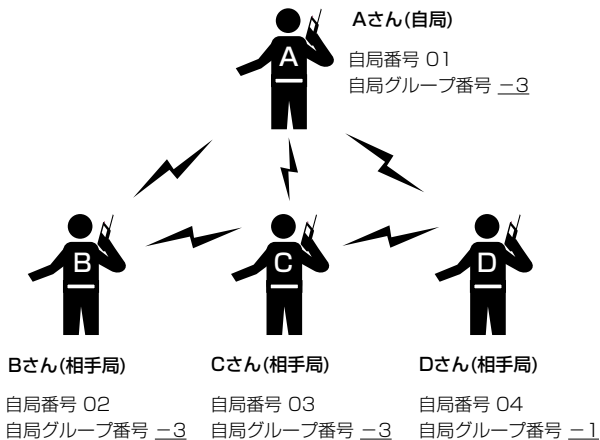 Aさん(自局)
自局番号 01
自局グループ番号 −3
A
B
C
D
Bさん(相手局)
自局番号 02
自局グループ番号 −3
Cさん(相手局)
自局番号 03
自局グループ番号 −3
Dさん(相手局)
自局番号 04
自局グループ番号 −1